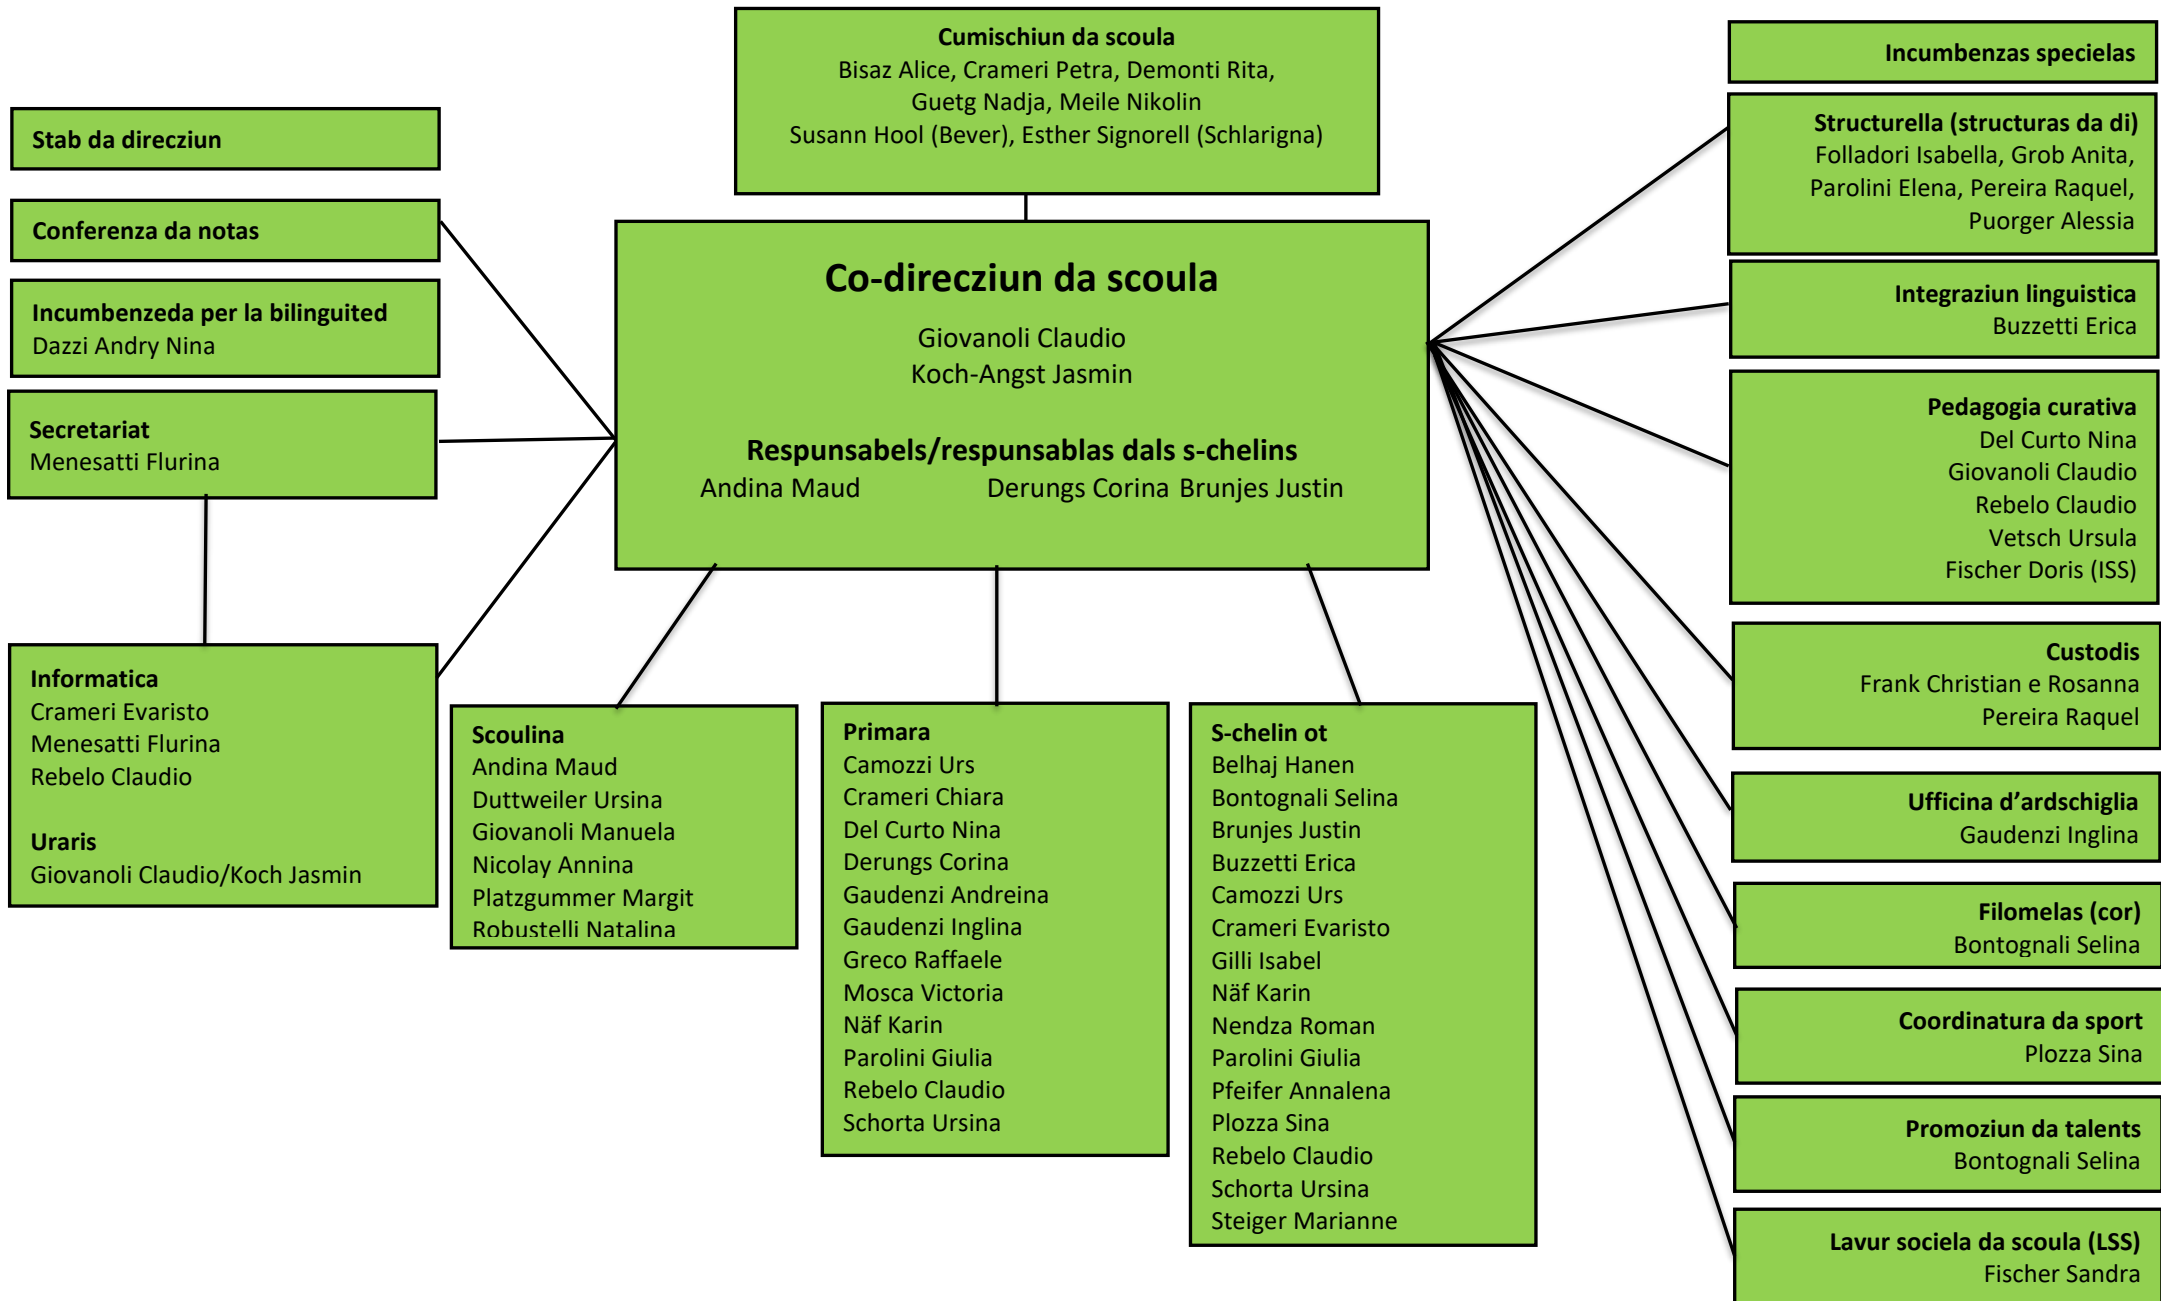 Cumischiun da scoula
Bisaz Alice, Crameri Petra, Demonti Rita,
Guetg Nadja, Meile Nikolin
Susann Hool (Bever), Esther Signorell (Schlarigna)
Stab da direcziun
Conferenza da notas
Incumbenzeda per la bilinguited
Dazzi Andry Nina
Secretariat
Menesatti Flurina
Informatica
Crameri Evaristo
Menesatti Flurina
Rebelo Claudio
Uraris
Giovanoli Claudio/Koch Jasmin
Co-direcziun da scoula
Giovanoli Claudio
Koch-Angst Jasmin
Respunsabels/respunsablas dals s-chelins
Andina Maud Derungs Corina Brunjes Justin
Scoulina
Andina Maud
Duttweiler Ursina
Giovanoli Manuela
Nicolay Annina
Platzgummer Margit
Robustelli Natalina
Primara
Camozzi Urs
Crameri Chiara
Del Curto Nina
Derungs Corina
Gaudenzi Andreina
Gaudenzi Inglina
Greco Raffaele
Mosca Victoria
Näf Karin
Parolini Giulia
Rebelo Claudio
Schorta Ursina
S-chelin ot
Belhaj Hanen
Bontognali Selina
Brunjes Justin
Buzzetti Erica
Camozzi Urs
Crameri Evaristo
Gilli Isabel
Näf Karin
Nendza Roman
Parolini Giulia
Pfeifer Annalena
Plozza Sina
Rebelo Claudio
Schorta Ursina
Steiger Marianne
Incumbenzas specielas
Structurella (structuras da di)
Folladori Isabella, Grob Anita,
Parolini Elena, Pereira Raquel,
Puorger Alessia
Integraziun linguistica
Buzzetti Erica
Pedagogia curativa
Del Curto Nina
Giovanoli Claudio
Rebelo Claudio
Vetsch Ursula
Fischer Doris (ISS)
Custodis
Frank Christian e Rosanna
Pereira Raquel
Ufficina d’ardschiglia
Gaudenzi Inglina
Filomelas (cor)
Bontognali Selina
Coordinatura da sport
Plozza Sina
Promoziun da talents
Bontognali Selina
Lavur sociela da scoula (LSS)
Fischer Sandra